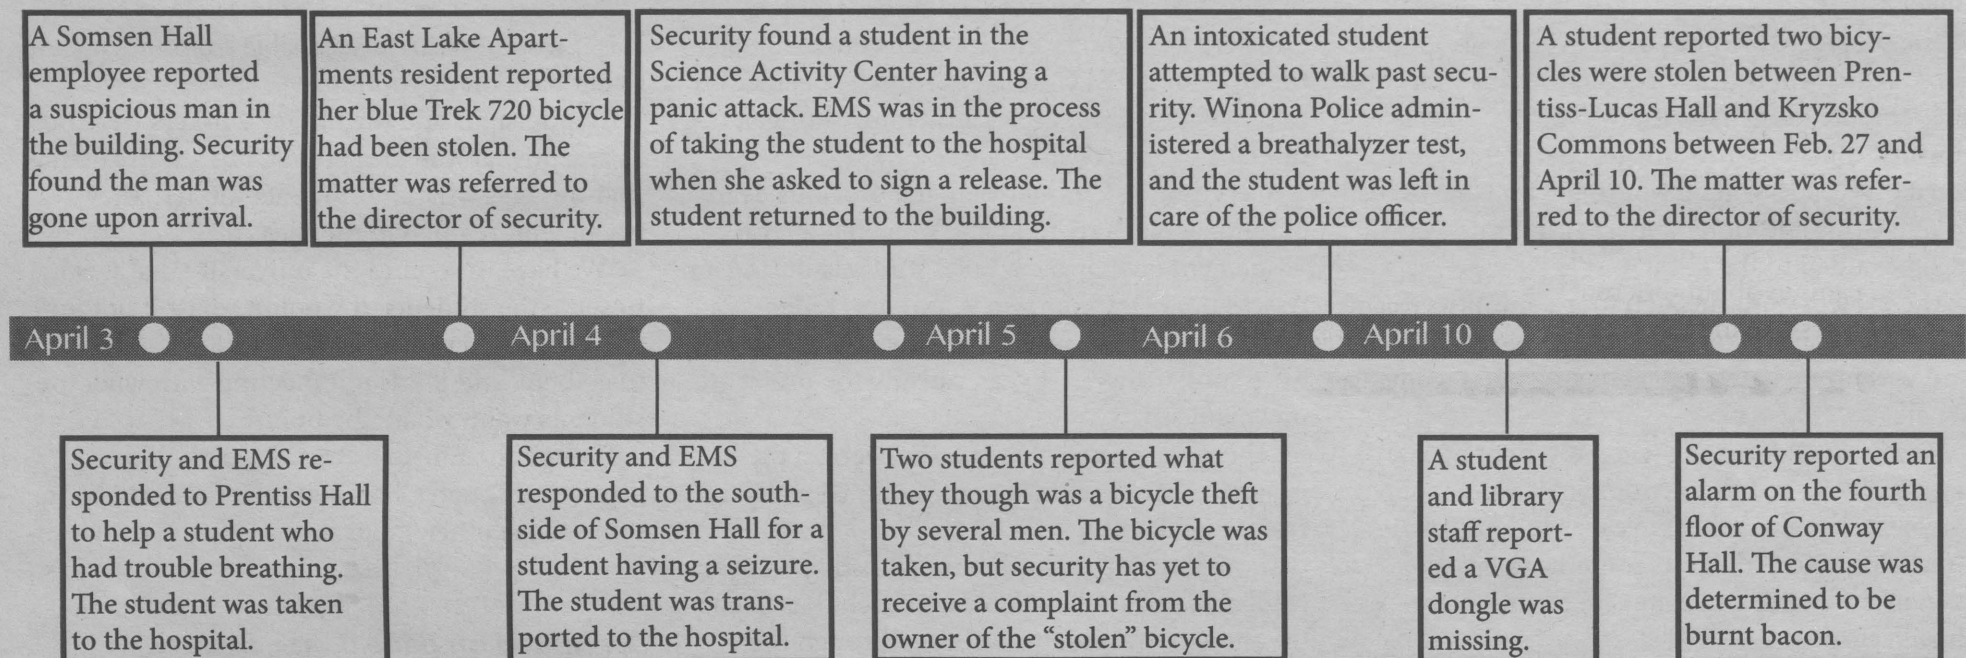 A Somsen Hall
employee reported
a suspicious man in
the building. Security
found the man was
gone upon arrival.
An East Lake Apart-
ments resident reported
her blue Trek 720 bicycle
had been stolen. The
matter was referred to
the director of security.
Security found a student in the
Science Activity Center having a
panic attack. EMS was in the process
of taking the student to the hospital
when she asked to sign a release. The
student returned to the building.
An intoxicated student
attempted to walk past secu-
rity. Winona Police admin-
istered a breathalyzer test,
and the student was left in
care of the police officer.
A student reported two bicy-
cles were stolen between Pren-
tiss-Lucas Hall and Kryzsko
Commons between Feb. 27 and
April 10. The matter was refer-
red to the director of security.
April 3
April 4
April 5
April 6
April 10
Security and EMS re-
sponded to Prentiss Hall
to help a student who
had trouble breathing.
The student was taken
to the hospital.
Security and EMS
responded to the south-
side of Somsen Hall for a
student having a seizure.
The student was trans-
ported to the hospital.
Two students reported what
they though was a bicycle theft
by several men. The bicycle was
taken, but security has yet to
receive a complaint from the
owner of the “stolen” bicycle.
A student
and library
staff report-
ed a VGA
dongle was
missing.
Security reported an
alarm on the fourth
floor of Conway
Hall. The cause was
determined to be
burnt bacon.